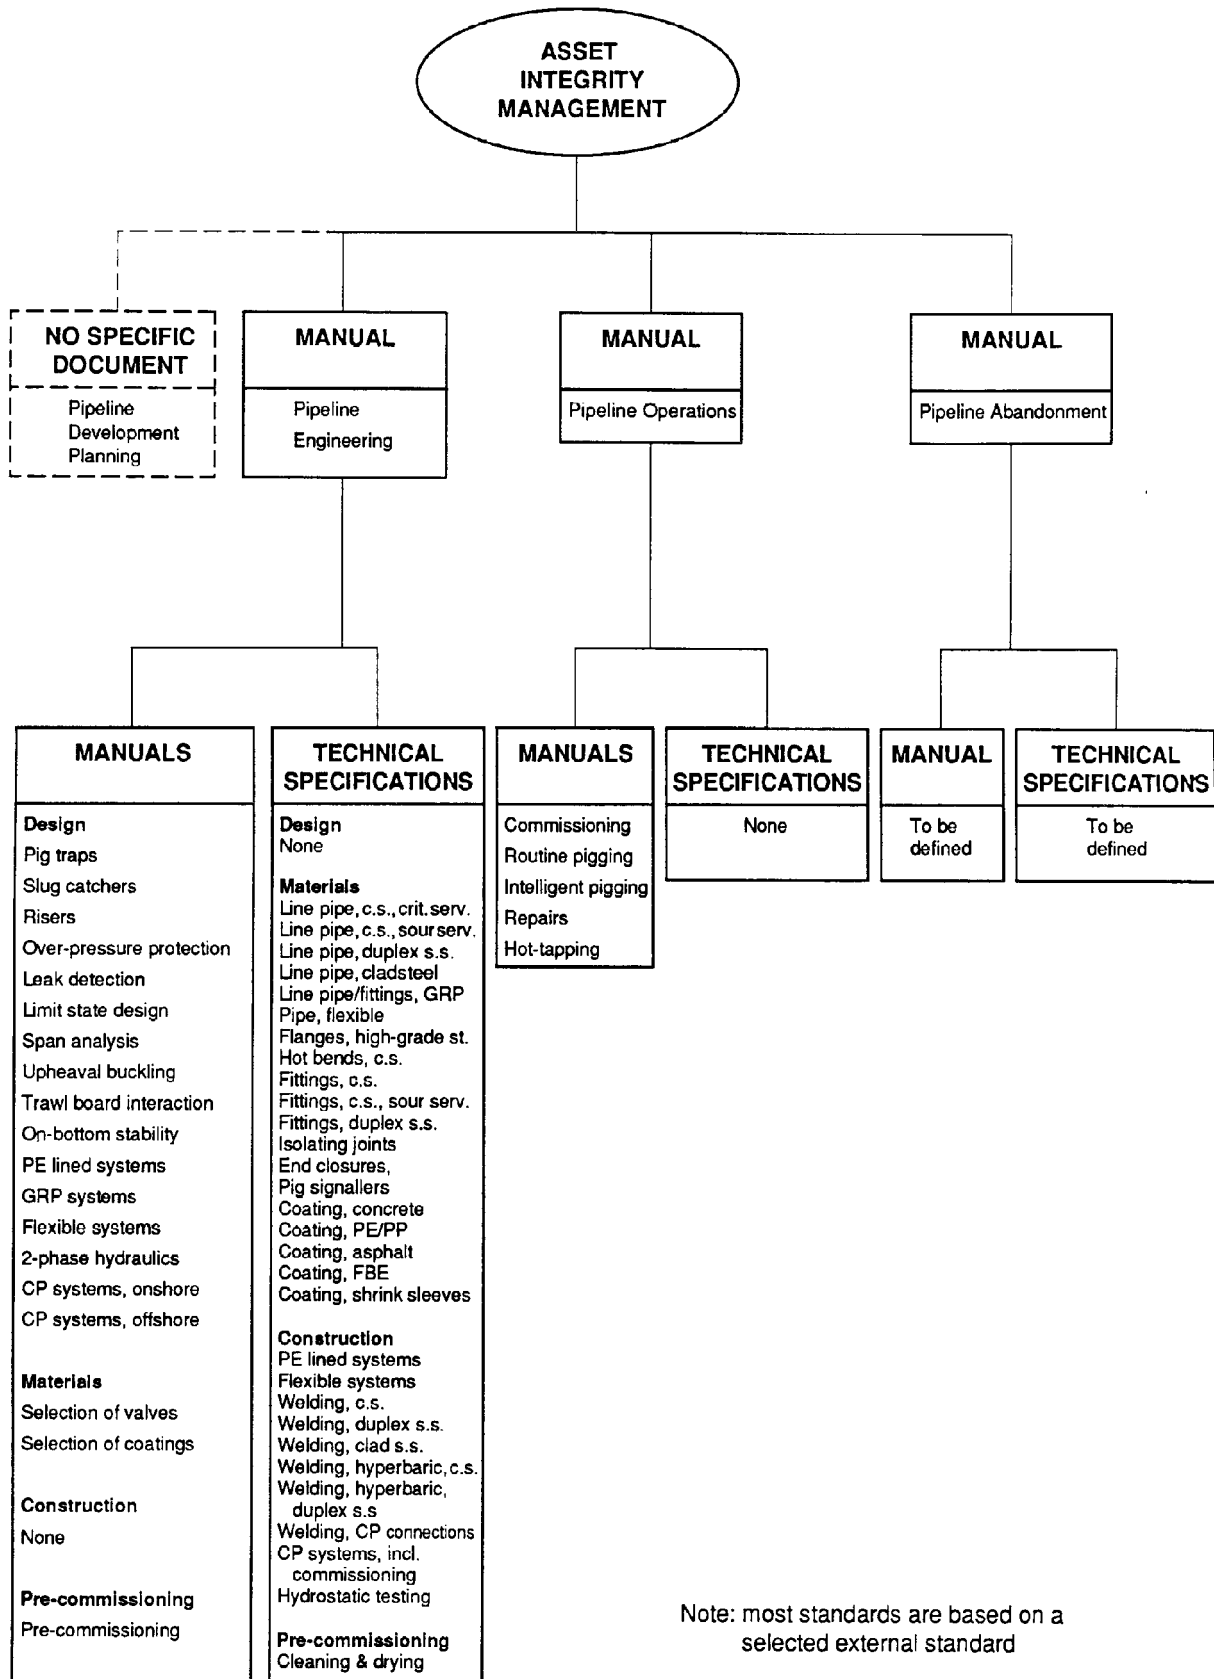 ASSET
INTEGRITY
MANAGEMENT
NO SPECIFIC
DOCUMENT
Pipeline
Development
Planning
MANUAL
Pipeline
Engineering
MANUAL
Pipeline Operations
MANUAL
Pipeline Abandonment
MANUALS
Design
Pig traps
Slug catchers
Risers
Over-pressure protection
Leak detection
Limit state design
Span analysis
Upheaval buckling
Trawl board interaction
On-bottom stability
PE lined systems
GRP systems
Flexible systems
2-phase hydraulics
CP systems, onshore
CP systems, offshore
Materials
Selection of valves
Selection of coatings
Construction
None
Pre-commissioning
Pre-commissioning
TECHNICAL
SPECIFICATIONS
Design
None
Materials
Line pipe, c.s., crit. serv.
Line pipe, c.s., sour serv.
Line pipe, duplex s.s.
Line pipe, cladsteel
Line pipe/fittings, GRP
Pipe, flexible
Flanges, high-grade st.
Hot bends, c.s.
Fittings, c.s.
Fittings, c.s., sour serv.
Fittings, duplex s.s.
Isolating joints
End closures,
Pig signallers
Coating, concrete
Coating, PE/PP
Coating, asphalt
Coating, FBE
Coating, shrink sleeves
Construction
PE lined systems
Flexible systems
Welding, c.s.
Welding, duplex s.s.
Welding, clad s.s.
Welding, hyperbaric, c.s.
Welding, hyperbaric,
duplex s.s
Welding, CP connections
CP systems, incl.
commissioning
Hydrostatic testing
Pre-commissioning
Cleaning & drying
MANUALS
Commissioning
Routine pigging
Intelligent pigging
Repairs
Hot-tapping
TECHNICAL
SPECIFICATIONS
None
MANUAL
To be
defined
TECHNICAL
SPECIFICATIONS
To be
defined
Note: most standards are based on a
selected external standard